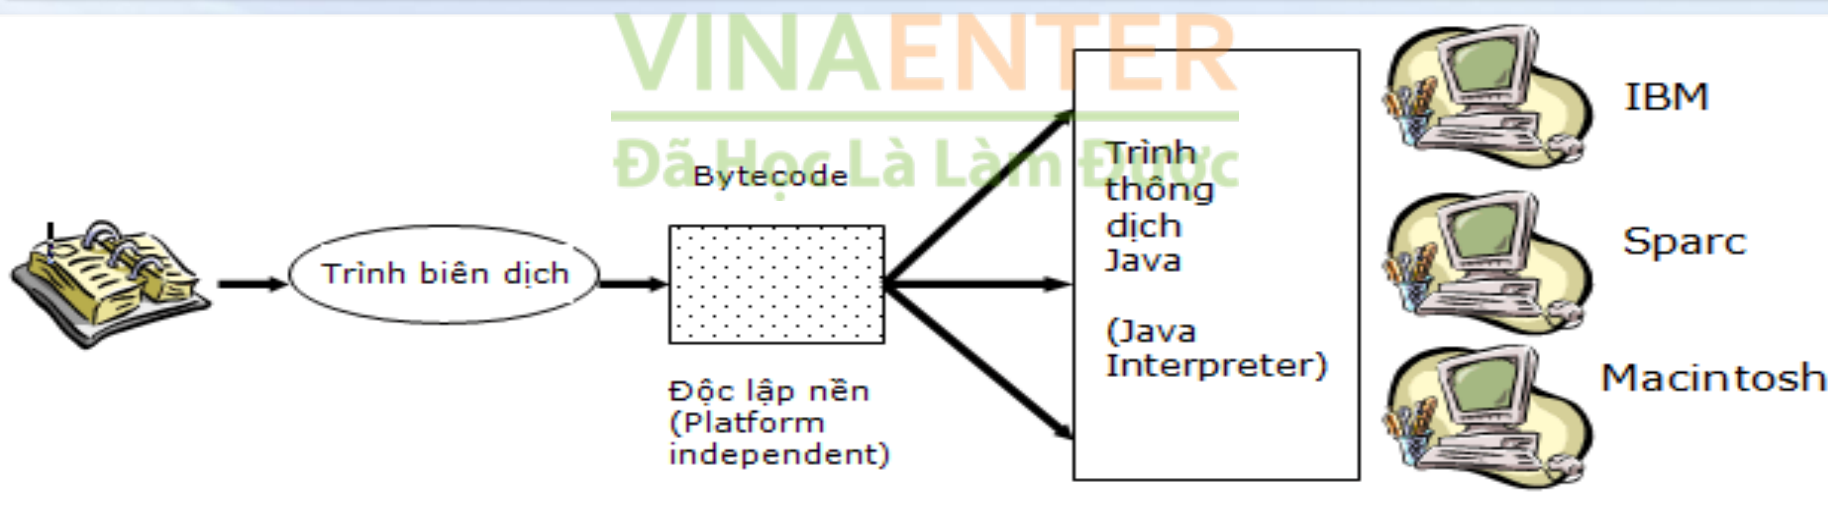 VINAENTER
Đã Học Là Làm Được
Trình biên dịch
Bytecode
Độc lập nền
(Platform
independent)
Trình
thông
dịch
Java
(Java
Interpreter)
IBM
Sparc
Macintosh